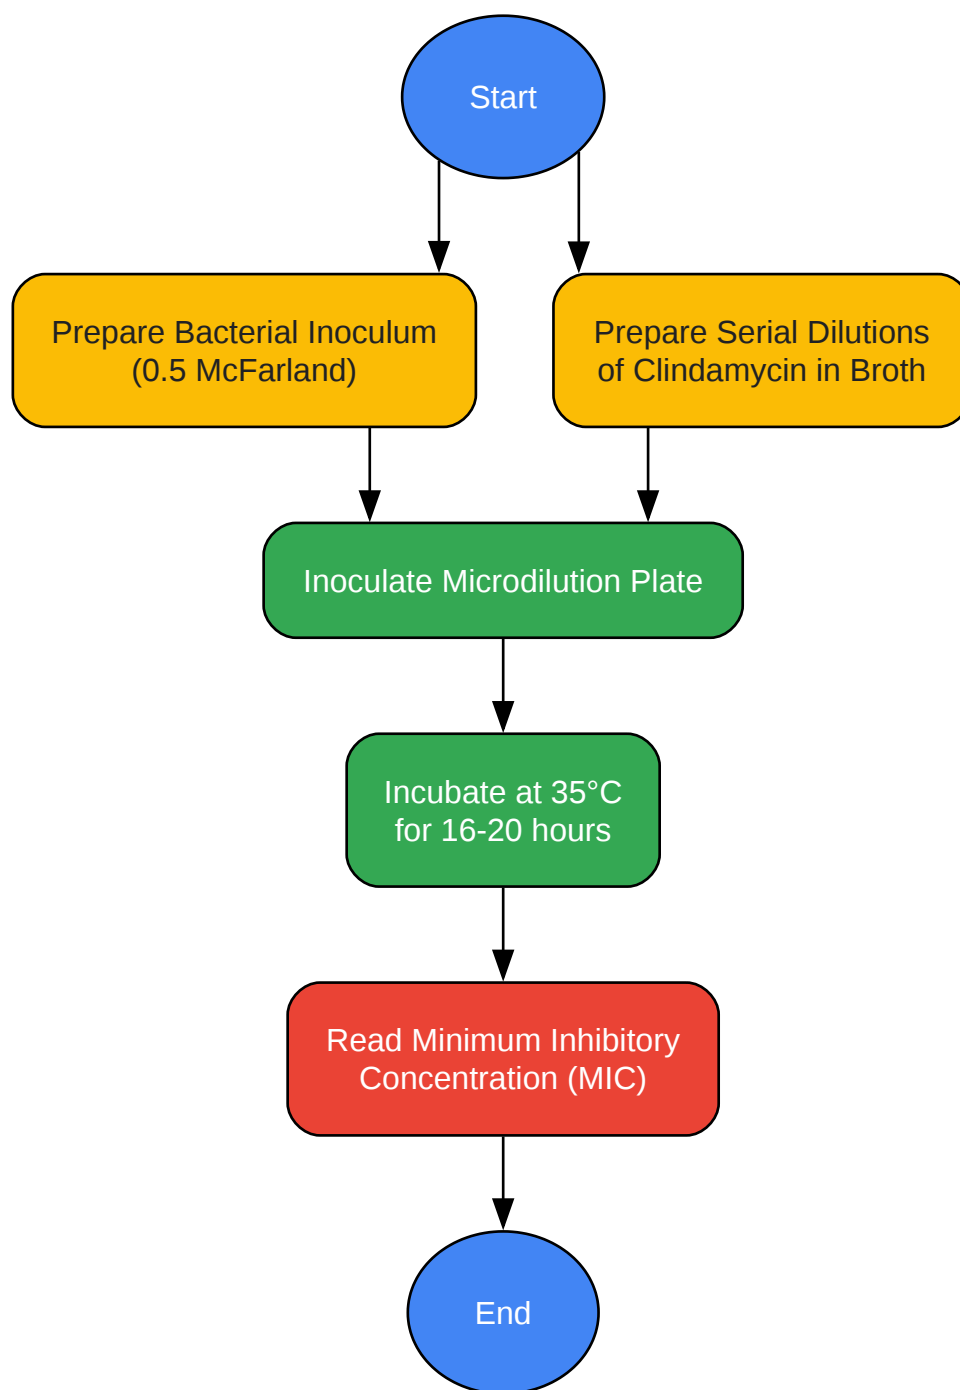 Start
Prepare Bacterial Inoculum
(0.5 McFarland)
Prepare Serial Dilutions
of Clindamycin in Broth
Inoculate Microdilution Plate
Incubate at 35°C
for 16-20 hours
Read Minimum Inhibitory
Concentration (MIC)
End